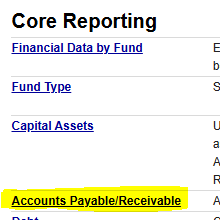 Core Reporting
Financial Data by Fund E
b
Fund Type S
Capital Assets U
a
A
R
Accounts Payable/Receivable A